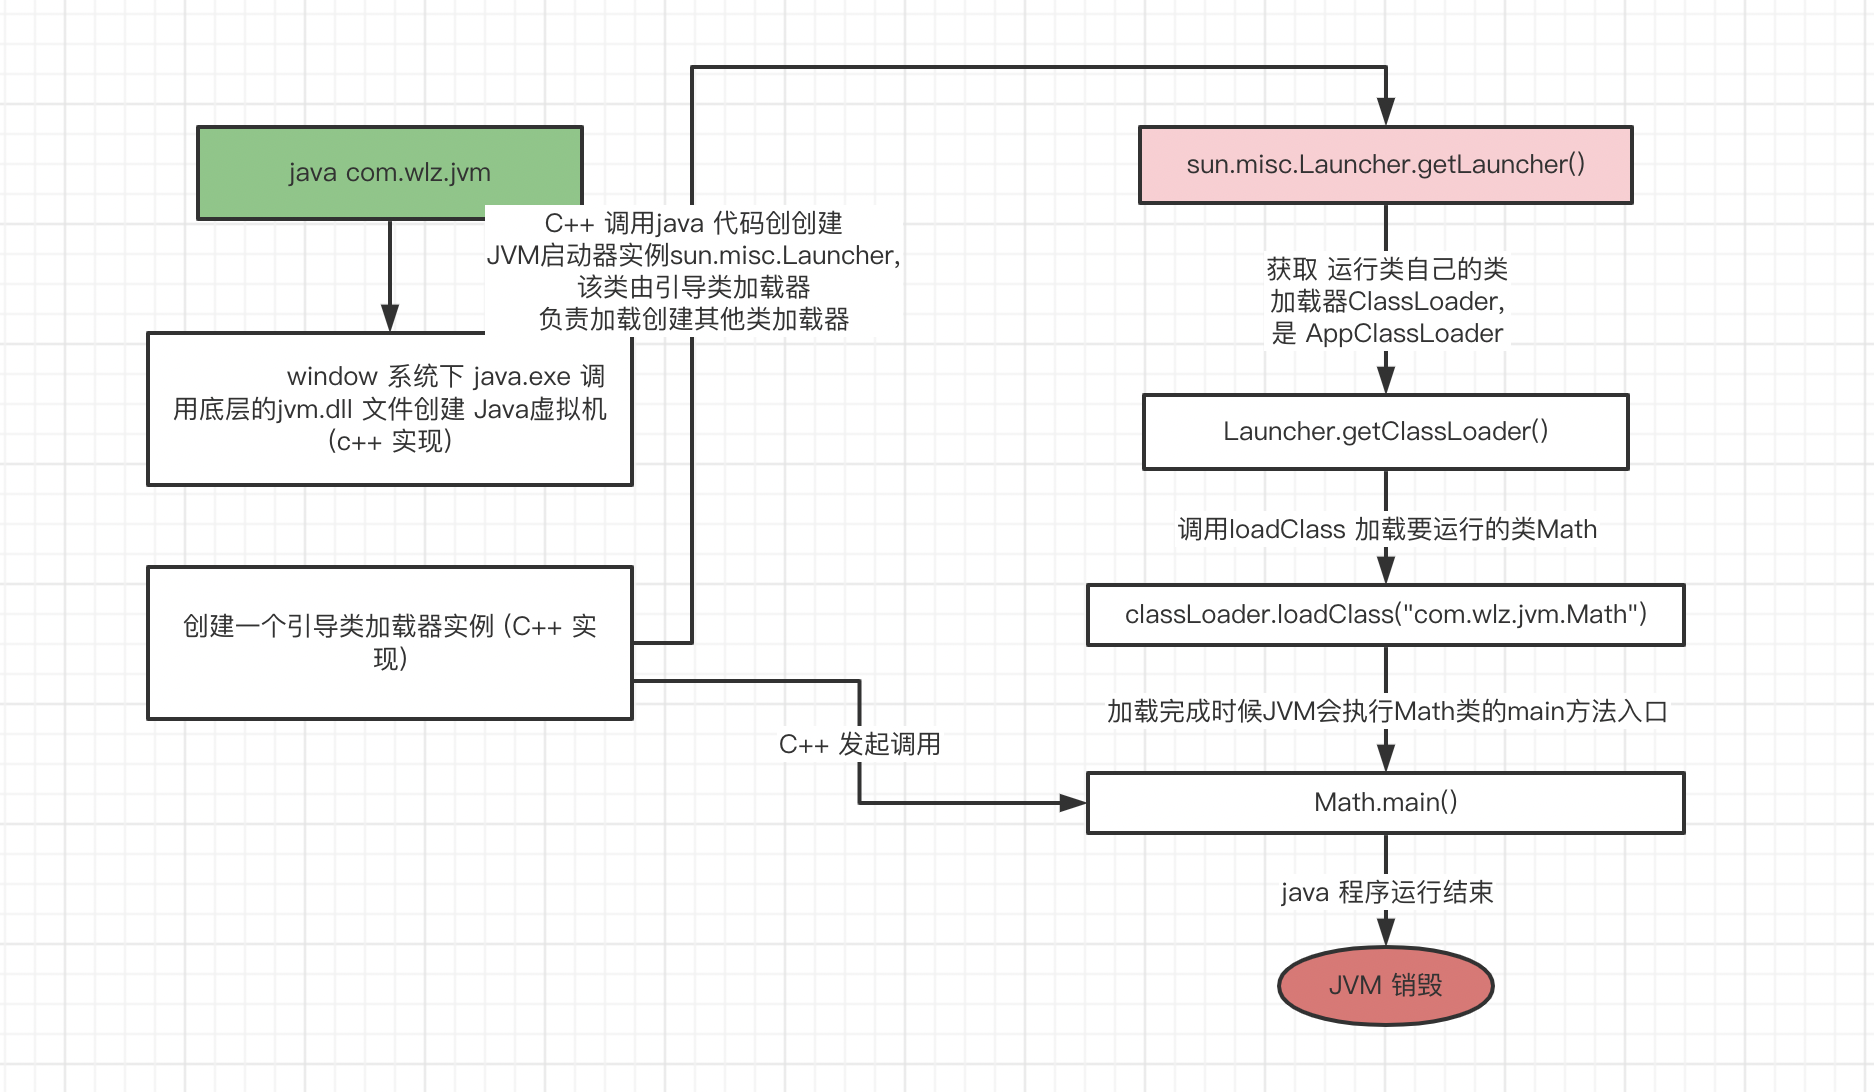 java com.wlz.jvm
window 系统下 java.exe 调
用底层的jvm.dll 文件创建 Java虚拟机
(c++ 实现)
创建一个引导类加载器实例 (C++ 实
现)
C++ 调用java 代码创创建
JVM启动器实例sun.misc.Launcher,
该类由引导类加载器
负责加载创建其他类加载器
C++ 发起调用
sun.misc.Launcher.getLauncher()
获取 运行类自己的类
加载器ClassLoader,
是 AppClassLoader
Launcher.getClassLoader()
调用loadClass 加载要运行的类Math
classLoader.loadClass("com.wlz.jvm.Math")
加载完成时候JVM会执行Math类的main方法入口
Math.main()
java 程序运行结束
JVM 销毁